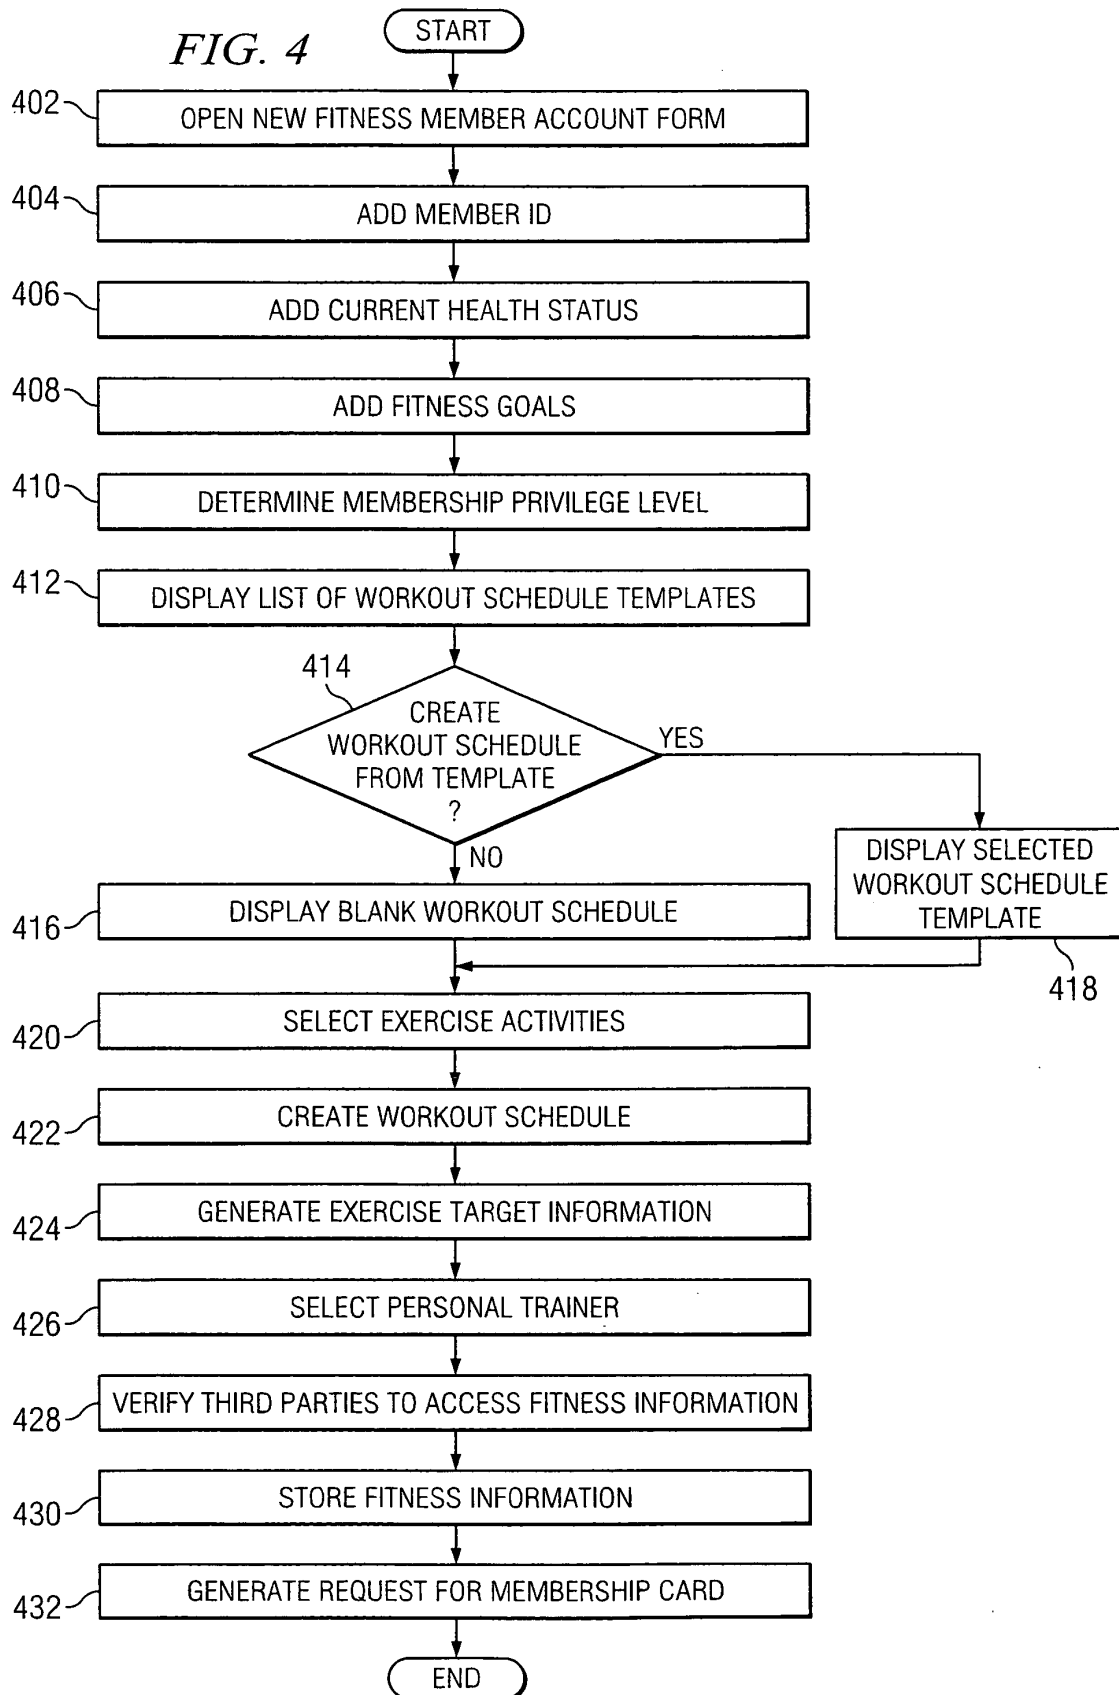 FIG. 4
START
402
OPEN NEW FITNESS MEMBER ACCOUNT FORM
404
ADD MEMBER ID
406
ADD CURRENT HEALTH STATUS
408
ADD FITNESS GOALS
410
DETERMINE MEMBERSHIP PRIVILEGE LEVEL
412
DISPLAY LIST OF WORKOUT SCHEDULE TEMPLATES
414
CREATE
WORKOUT SCHEDULE
FROM TEMPLATE
?
YES
NO
DISPLAY SELECTED
WORKOUT SCHEDULE
TEMPLATE
418
416
DISPLAY BLANK WORKOUT SCHEDULE
420
SELECT EXERCISE ACTIVITIES
422
CREATE WORKOUT SCHEDULE
424
GENERATE EXERCISE TARGET INFORMATION
426
SELECT PERSONAL TRAINER
428
VERIFY THIRD PARTIES TO ACCESS FITNESS INFORMATION
430
STORE FITNESS INFORMATION
432
GENERATE REQUEST FOR MEMBERSHIP CARD
END